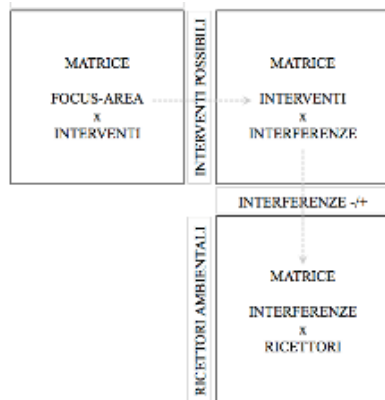 MATRICE
FOCUS-AREA
x
INTERVENTI
INTERVENTI POSSIBILI
MATRICE
INTERVENTI
x
INTERFERENZE
INTERFERENZE -/+
RICETTORI AMBIENTALI
MATRICE
INTERFERENZE
x
RICETTORI